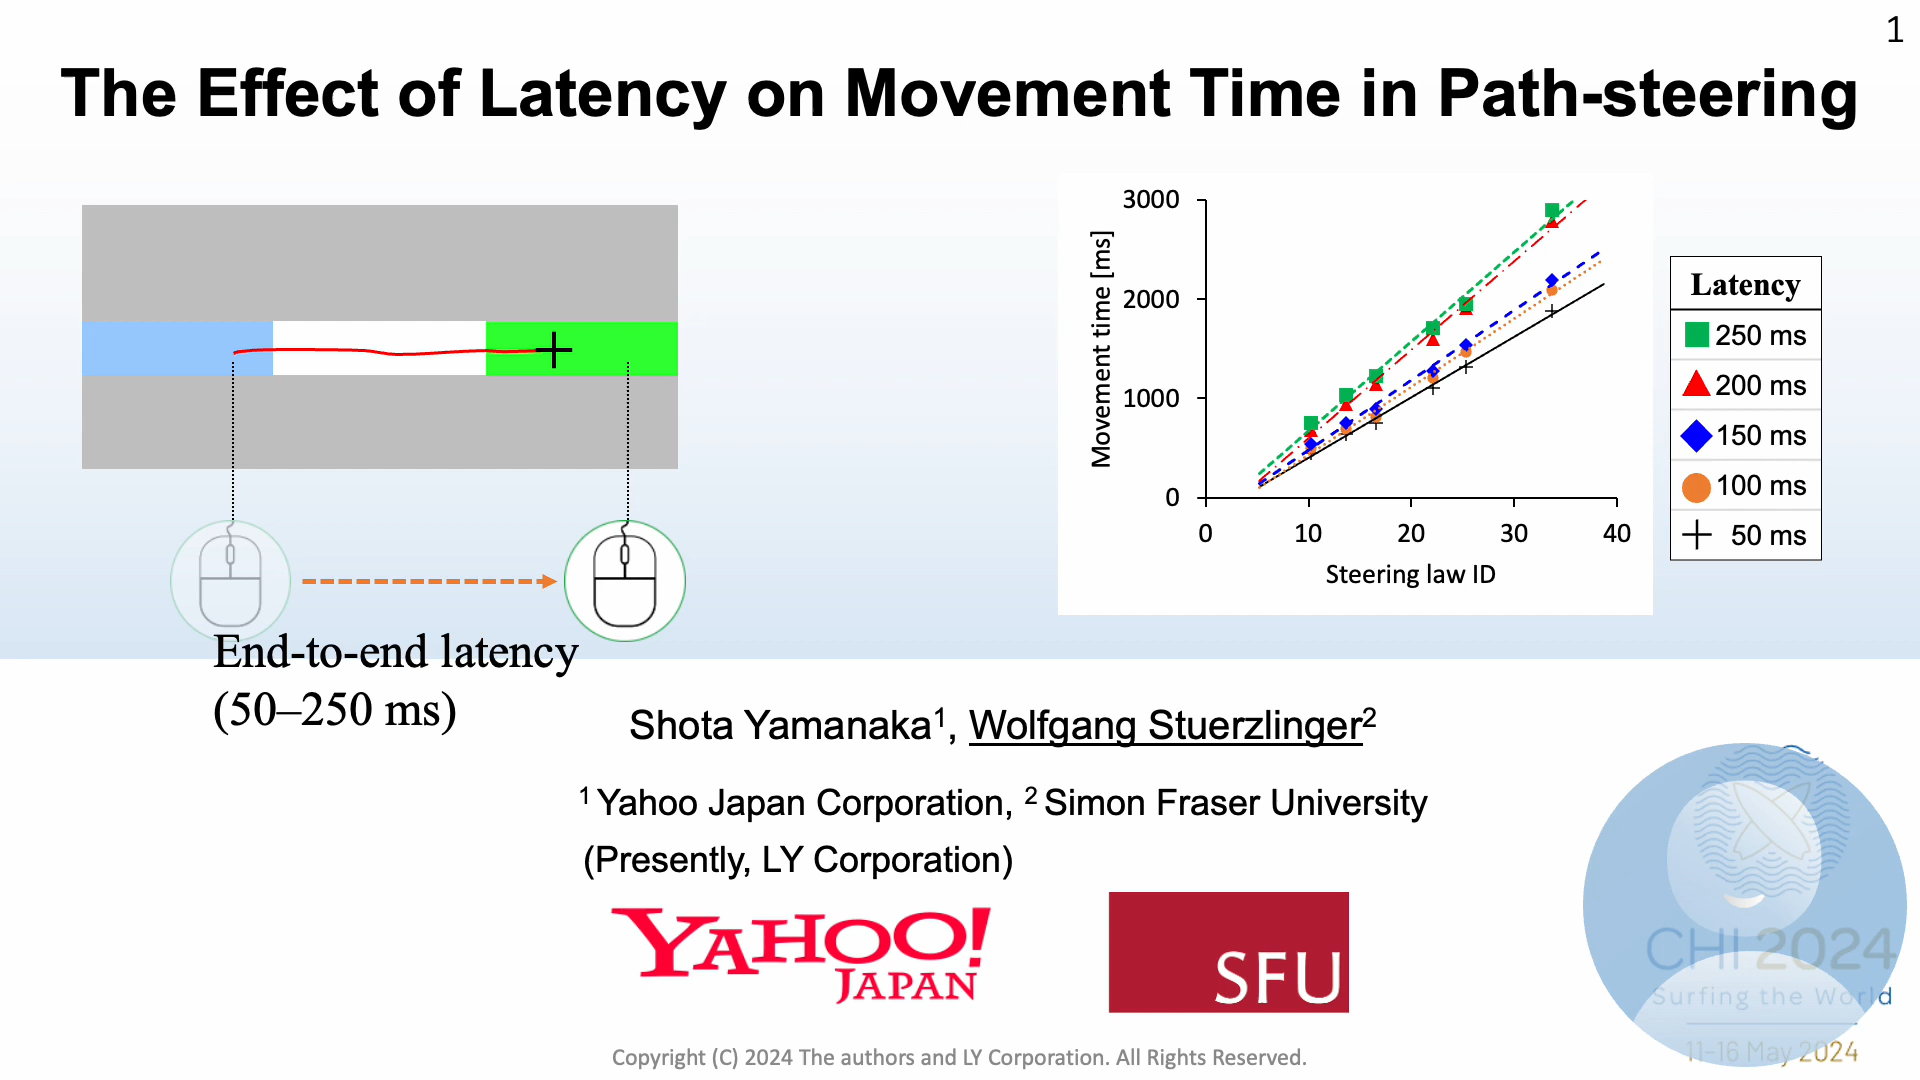 1
The Effect of Latency on Movement Time in Path-steering
End-to-end latency
(50–250 ms)
Movement time [ms]
3000
2000
1000
0
0 10 20 30 40
Steering law ID
Latency
250 ms
200 ms
150 ms
100 ms
50 ms
Shota Yamanaka¹, Wolfgang Stuerzlinger²
¹ Yahoo Japan Corporation, ² Simon Fraser University
(Presently, LY Corporation)
YAHOO!
JAPAN
SFU
CHI 2024
Surfing the World
11-16 May 2024
Copyright (C) 2024 The authors and LY Corporation. All Rights Reserved.